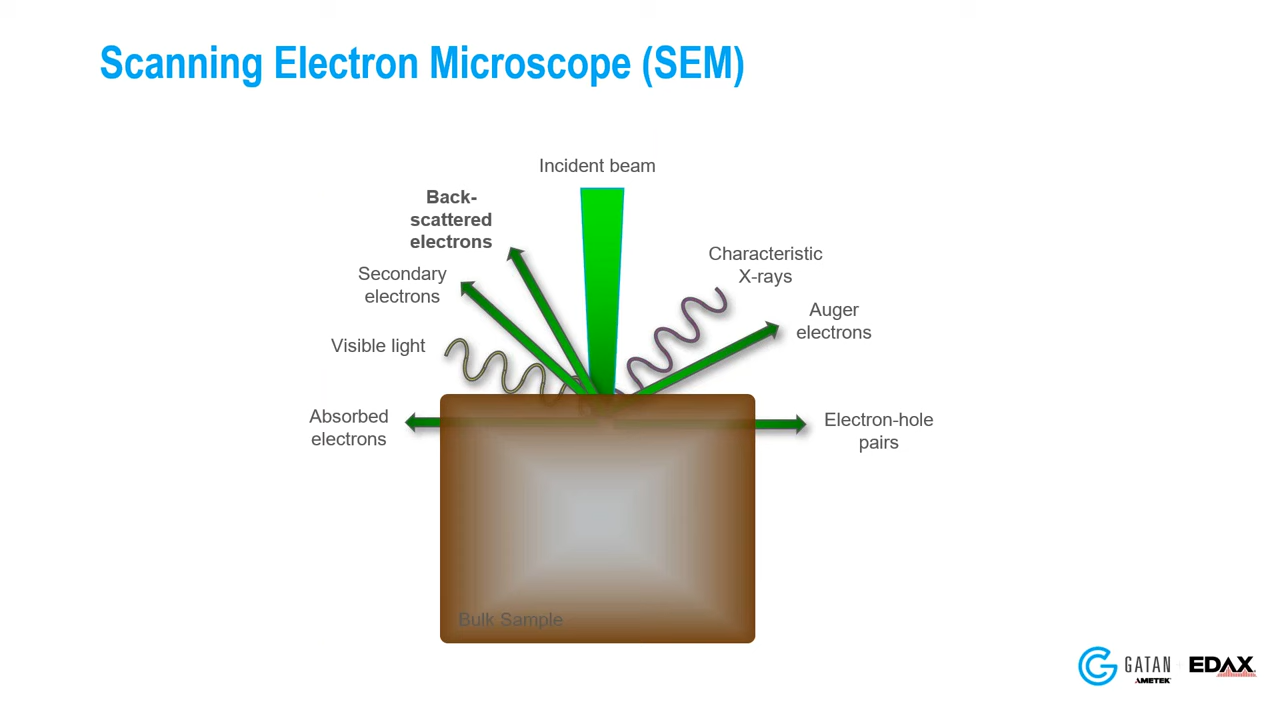 Scanning Electron Microscope (SEM)
Incident beam
Back-
scattered
electrons
Secondary
electrons
Visible light
Absorbed
electrons
Characteristic
X-rays
Auger
electrons
Electron-hole
pairs
Bulk Sample
GATAN
AMETEK
EDAX